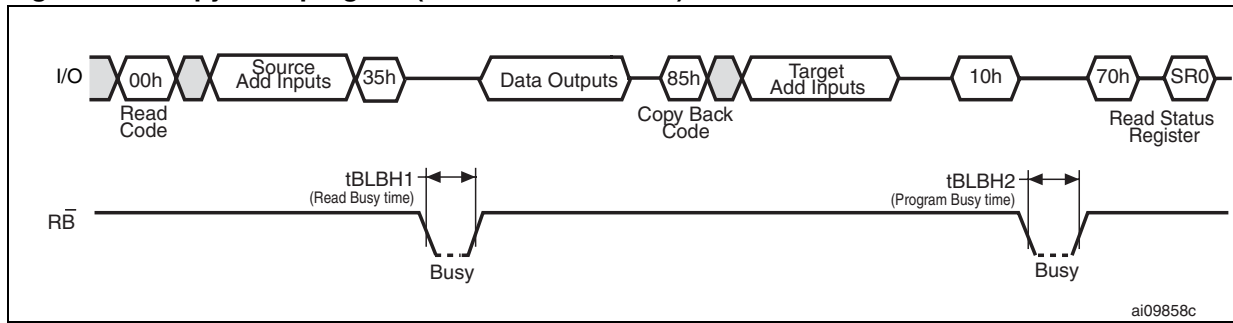 I/O
00h
Source
Add Inputs
35h
Data Outputs
85h
Target
Add Inputs
10h
70h
SR0
Read
Code
Copy Back
Code
Read Status
Register
tBLBH1
(Read Busy time)
tBLBH2
(Program Busy time)
RB̅
Busy
Busy
ai09858c